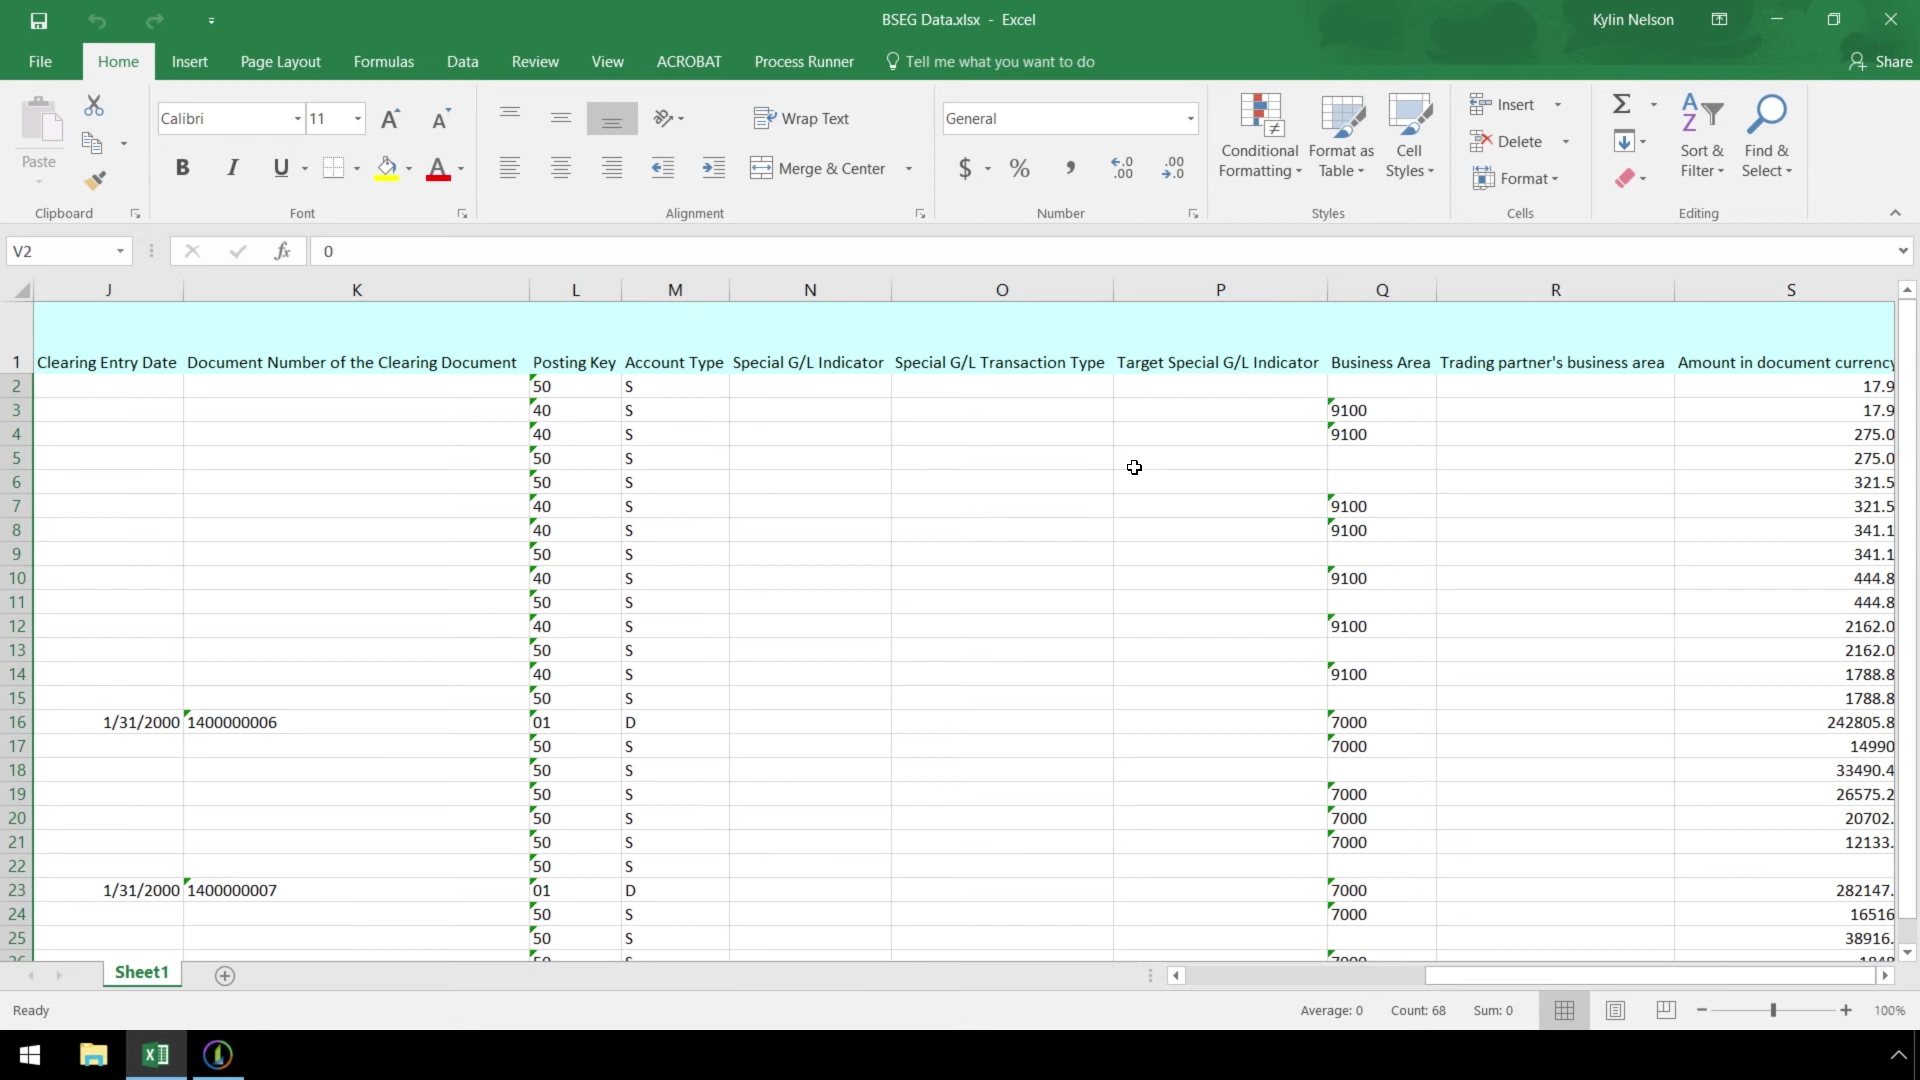 BSEG Data.xlsx - Excel
Kylin Nelson
File Home Insert Page Layout Formulas Data Review View ACROBAT Process Runner Tell me what you want to do Share
Paste
Calibri 11
Wrap Text
General
Conditional Formatting
Format as Table
Cell Styles
Insert
Delete
Format
Sort & Filter
Find & Select
B I U A Merge & Center $ % , .0 .00 .00 .0
Clipboard Font Alignment Number Styles Cells Editing
V2 fx 0
J K L M N O P Q R S
1 Clearing Entry Date Document Number of the Clearing Document Posting Key Account Type Special G/L Indicator Special G/L Transaction Type Target Special G/L Indicator Business Area Trading partner's business area Amount in document currency
2 50 S 17.9
3 40 S 9100 17.9
4 40 S 9100 275.0
5 50 S 275.0
6 50 S 321.5
7 40 S 9100 321.5
8 40 S 9100 341.1
9 50 S 341.1
10 40 S 9100 444.8
11 50 S 444.8
12 40 S 9100 2162.0
13 50 S 2162.0
14 40 S 9100 1788.8
15 50 S 1788.8
16 1/31/2000 1400000006 01 D 7000 242805.8
17 50 S 7000 14990
18 50 S 33490.4
19 50 S 7000 26575.2
20 50 S 7000 20702.
21 50 S 7000 12133.
22 50 S
23 1/31/2000 1400000007 01 D 7000 282147.
24 50 S 7000 16516
25 50 S 38916.
Sheet1
Ready Average: 0 Count: 68 Sum: 0 100%